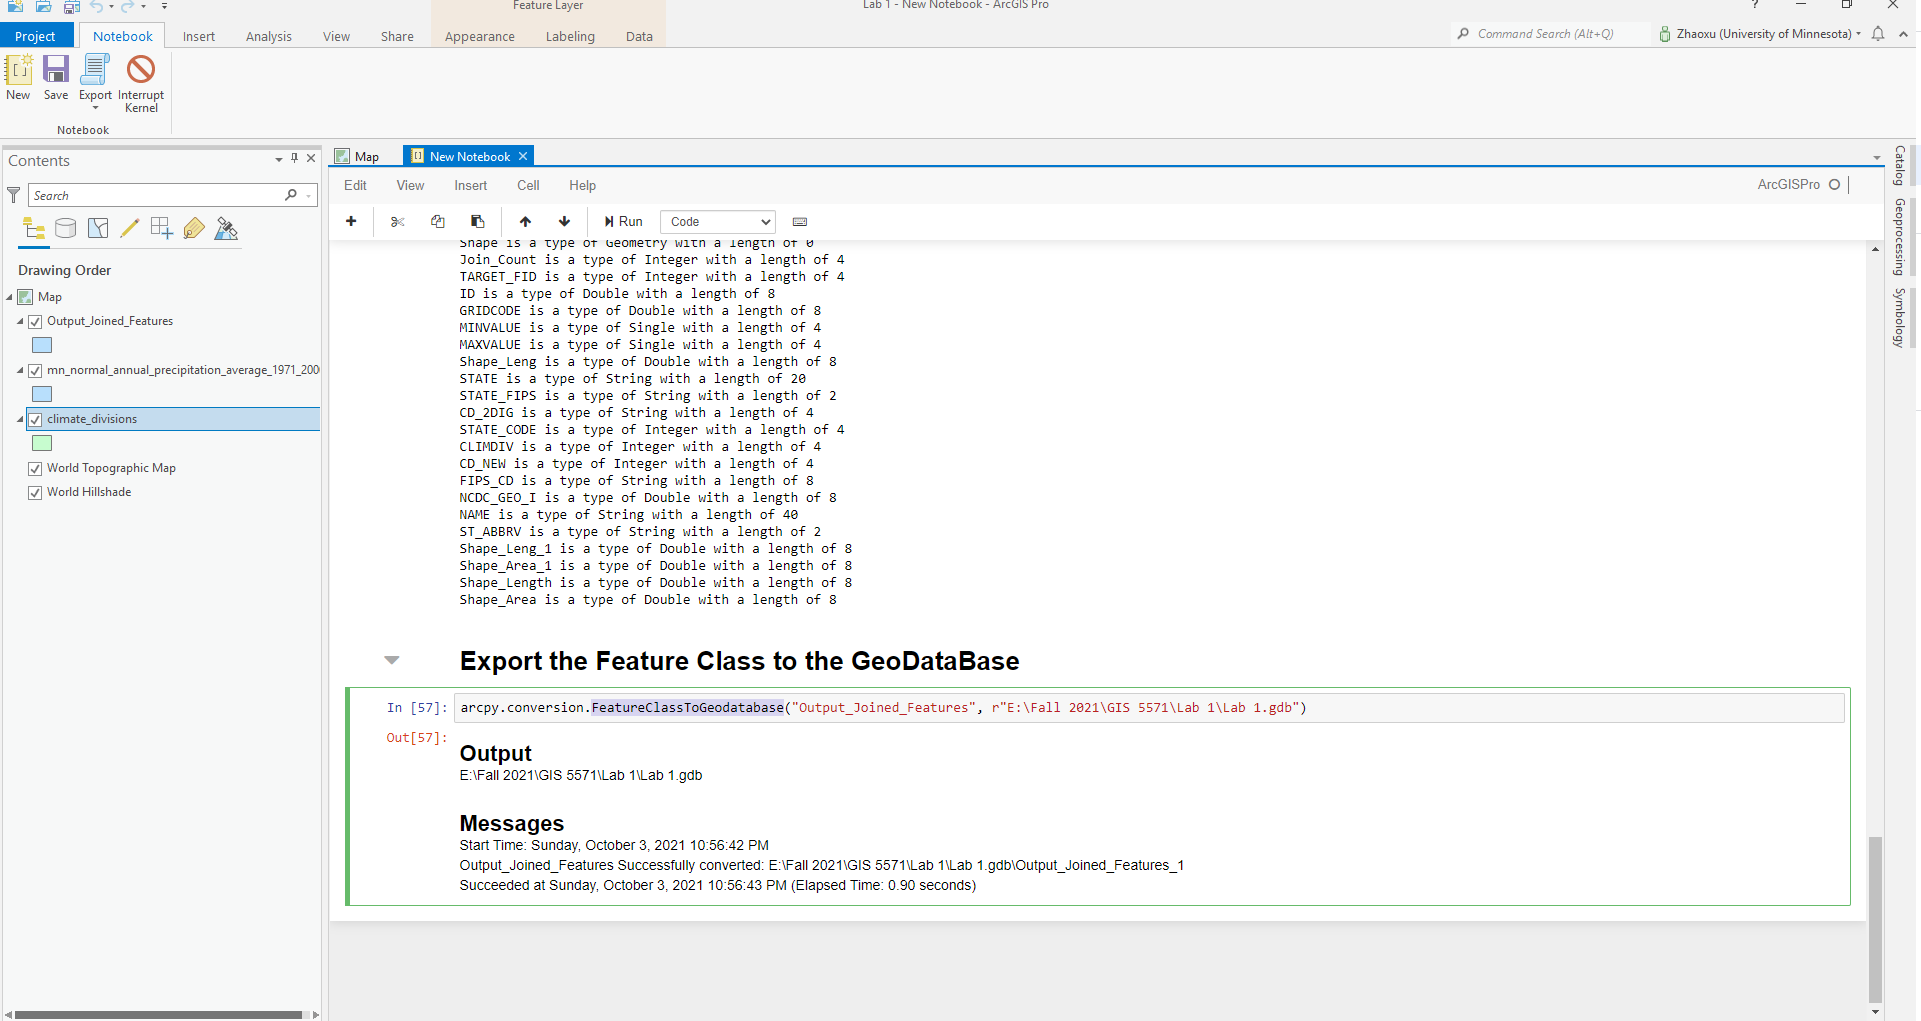 Feature Layer
Lab 1 - New Notebook - ArcGIS Pro
?
Project
Notebook
Insert
Analysis
View
Share
Appearance
Labeling
Data
Command Search (Alt+Q)
Zhaoxu (University of Minnesota)
New
Save
Export
Interrupt
Kernel
Notebook
Contents
Search
Drawing Order
Map
Output_Joined_Features
mn_normal_annual_precipitation_average_1971_200
climate_divisions
World Topographic Map
World Hillshade
Map
New Notebook
Edit
View
Insert
Cell
Help
ArcGISPro
Run
Code
Shape is a type of Geometry with a length of 0
Join_Count is a type of Integer with a length of 4
TARGET_FID is a type of Integer with a length of 4
ID is a type of Double with a length of 8
GRIDCODE is a type of Double with a length of 8
MINVALUE is a type of Single with a length of 4
MAXVALUE is a type of Single with a length of 4
Shape_Leng is a type of Double with a length of 8
STATE is a type of String with a length of 20
STATE_FIPS is a type of String with a length of 2
CD_2DIG is a type of String with a length of 4
STATE_CODE is a type of Integer with a length of 4
CLIMDIV is a type of Integer with a length of 4
CD_NEW is a type of Integer with a length of 4
FIPS_CD is a type of String with a length of 8
NCDC_GEO_I is a type of Double with a length of 8
NAME is a type of String with a length of 40
ST_ABBRV is a type of String with a length of 2
Shape_Leng_1 is a type of Double with a length of 8
Shape_Area_1 is a type of Double with a length of 8
Shape_Length is a type of Double with a length of 8
Shape_Area is a type of Double with a length of 8
Export the Feature Class to the GeoDataBase
In [57]: arcpy.conversion.FeatureClassToGeodatabase("Output_Joined_Features", r"E:\Fall 2021\GIS 5571\Lab 1\Lab 1.gdb")
Out[57]:
Output
E:\Fall 2021\GIS 5571\Lab 1\Lab 1.gdb
Messages
Start Time: Sunday, October 3, 2021 10:56:42 PM
Output_Joined_Features Successfully converted: E:\Fall 2021\GIS 5571\Lab 1\Lab 1.gdb\Output_Joined_Features_1
Succeeded at Sunday, October 3, 2021 10:56:43 PM (Elapsed Time: 0.90 seconds)
Catalog
Geoprocessing
Symbology